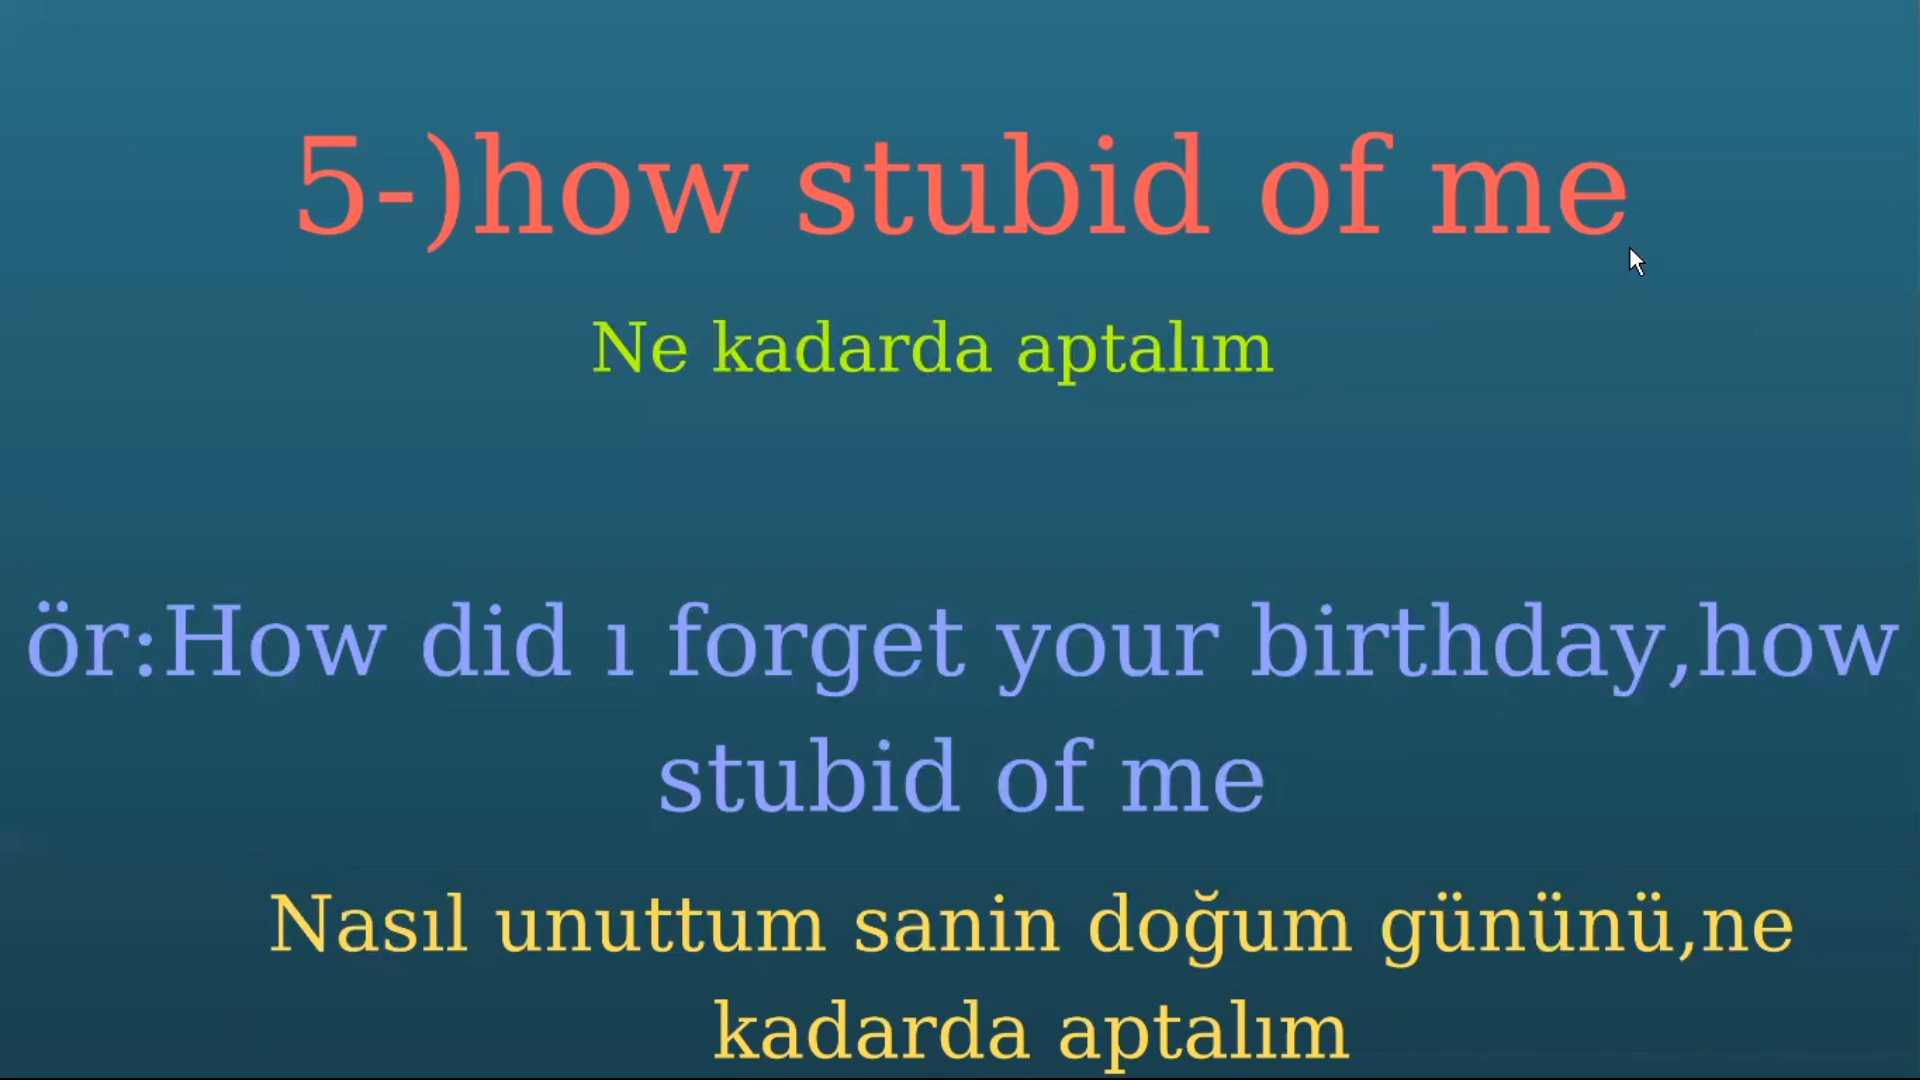 5-)how stubid of me
Ne kadarda aptalım
ör:How did ı forget your birthday,how
stubid of me
Nasıl unuttum sanin doğum gününü,ne
kadarda aptalım